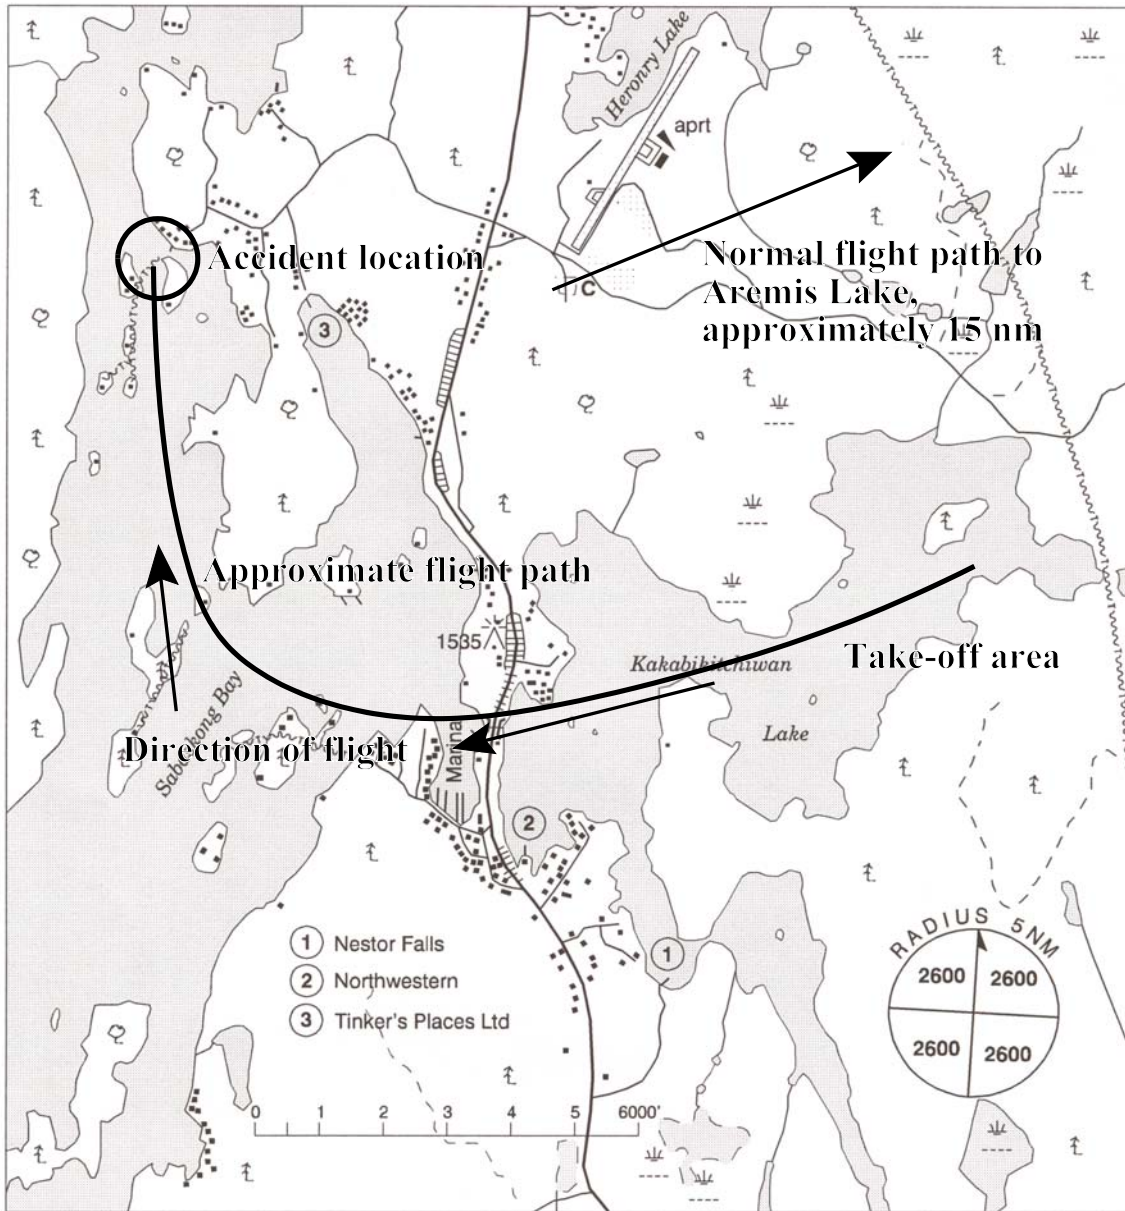 Heronry Lake
aprt
Accident location
C
Normal flight path to
Aremis Lake,
approximately 15 nm
3
Approximate flight path
1535
Kakabikitchiwan
Take-off area
Sabaskong Bay
Direction of flight
Marina
Lake
2
RADIUS 5NM
1 Nestor Falls
2 Northwestern
3 Tinker's Places Ltd
1
2600 2600
2600 2600
0 1 2 3 4 5 6000'